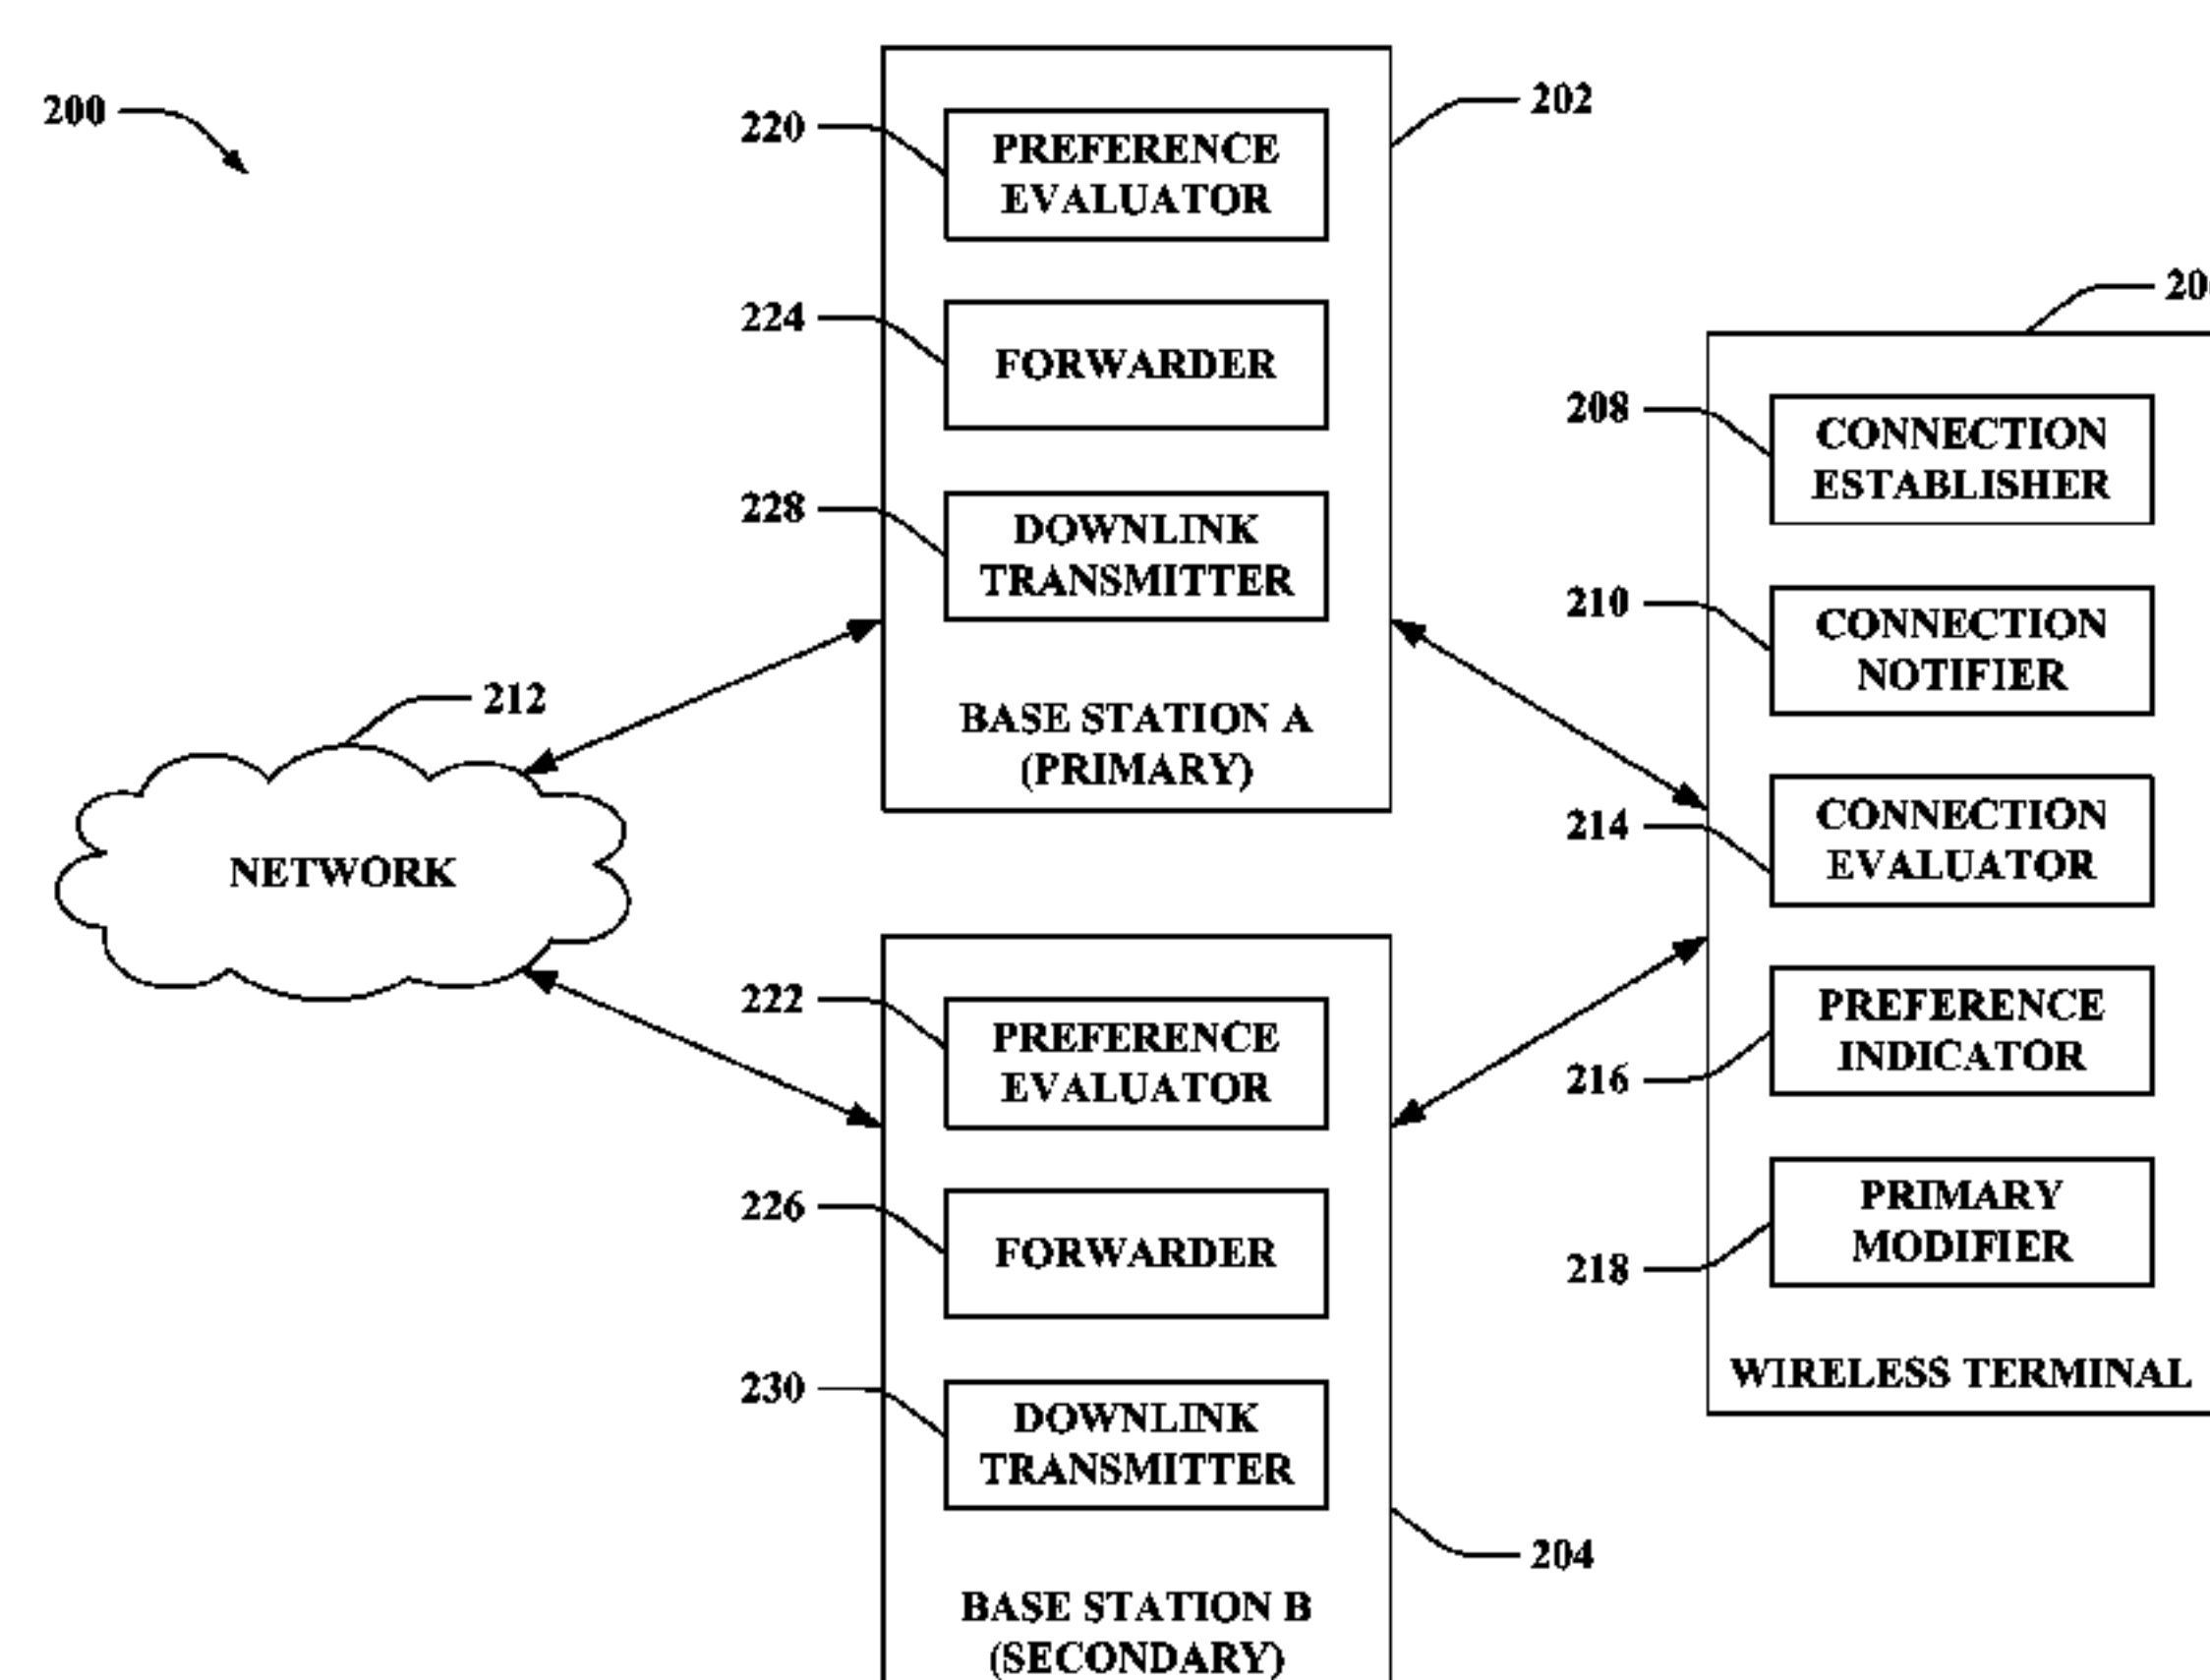 200
202
220
PREFERENCE
EVALUATOR
224
FORWARDER
228
DOWNLINK
TRANSMITTER
BASE STATION A
(PRIMARY)
212
NETWORK
222
PREFERENCE
EVALUATOR
226
FORWARDER
230
DOWNLINK
TRANSMITTER
204
BASE STATION B
(SECONDARY)
208
CONNECTION
ESTABLISHER
210
CONNECTION
NOTIFIER
214
CONNECTION
EVALUATOR
216
PREFERENCE
INDICATOR
218
PRIMARY
MODIFIER
WIRELESS TERMINAL